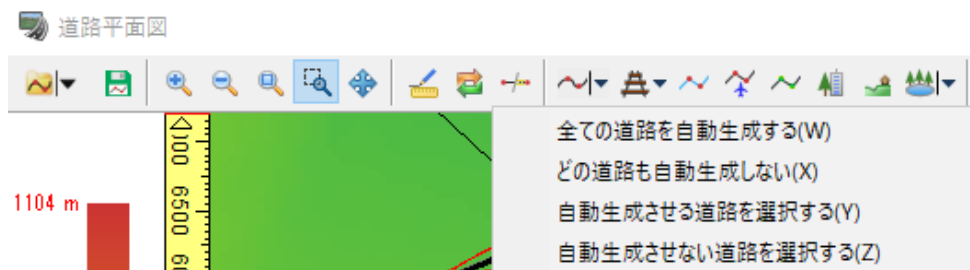 道路平面図
全ての道路を自動生成する(W)
どの道路も自動生成しない(X)
自動生成させる道路を選択する(Y)
自動生成させない道路を選択する(Z)
1104 m
6500